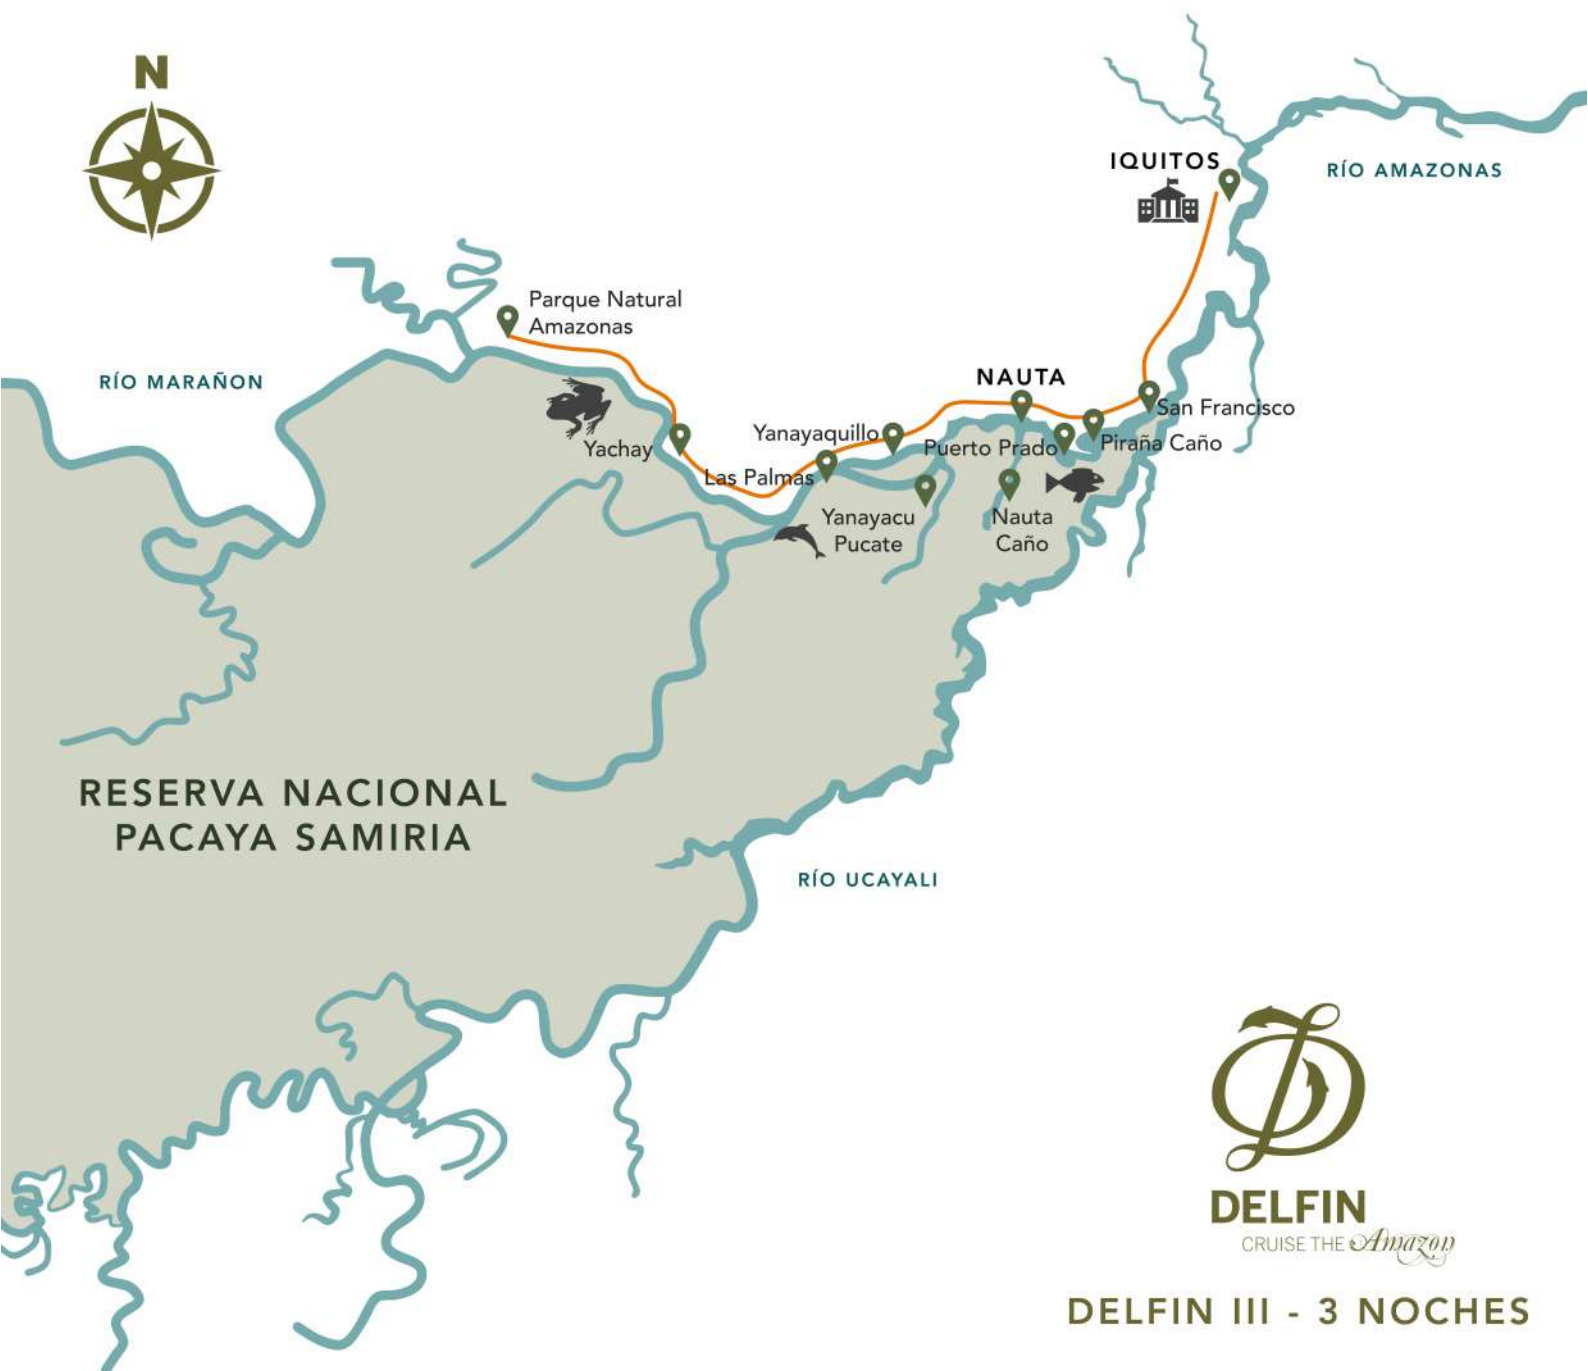 N
IQUITOS
RÍO AMAZONAS
Parque Natural
Amazonas
RÍO MARAÑON
NAUTA
San Francisco
Yanayaquillo
Puerto Prado
Piraña Caño
Yachay
Las Palmas
Yanayacu
Pucate
Nauta
Caño
RESERVA NACIONAL
PACAYA SAMIRIA
RÍO UCAYALI
DELFIN
CRUISE THE Amazon
DELFIN III - 3 NOCHES